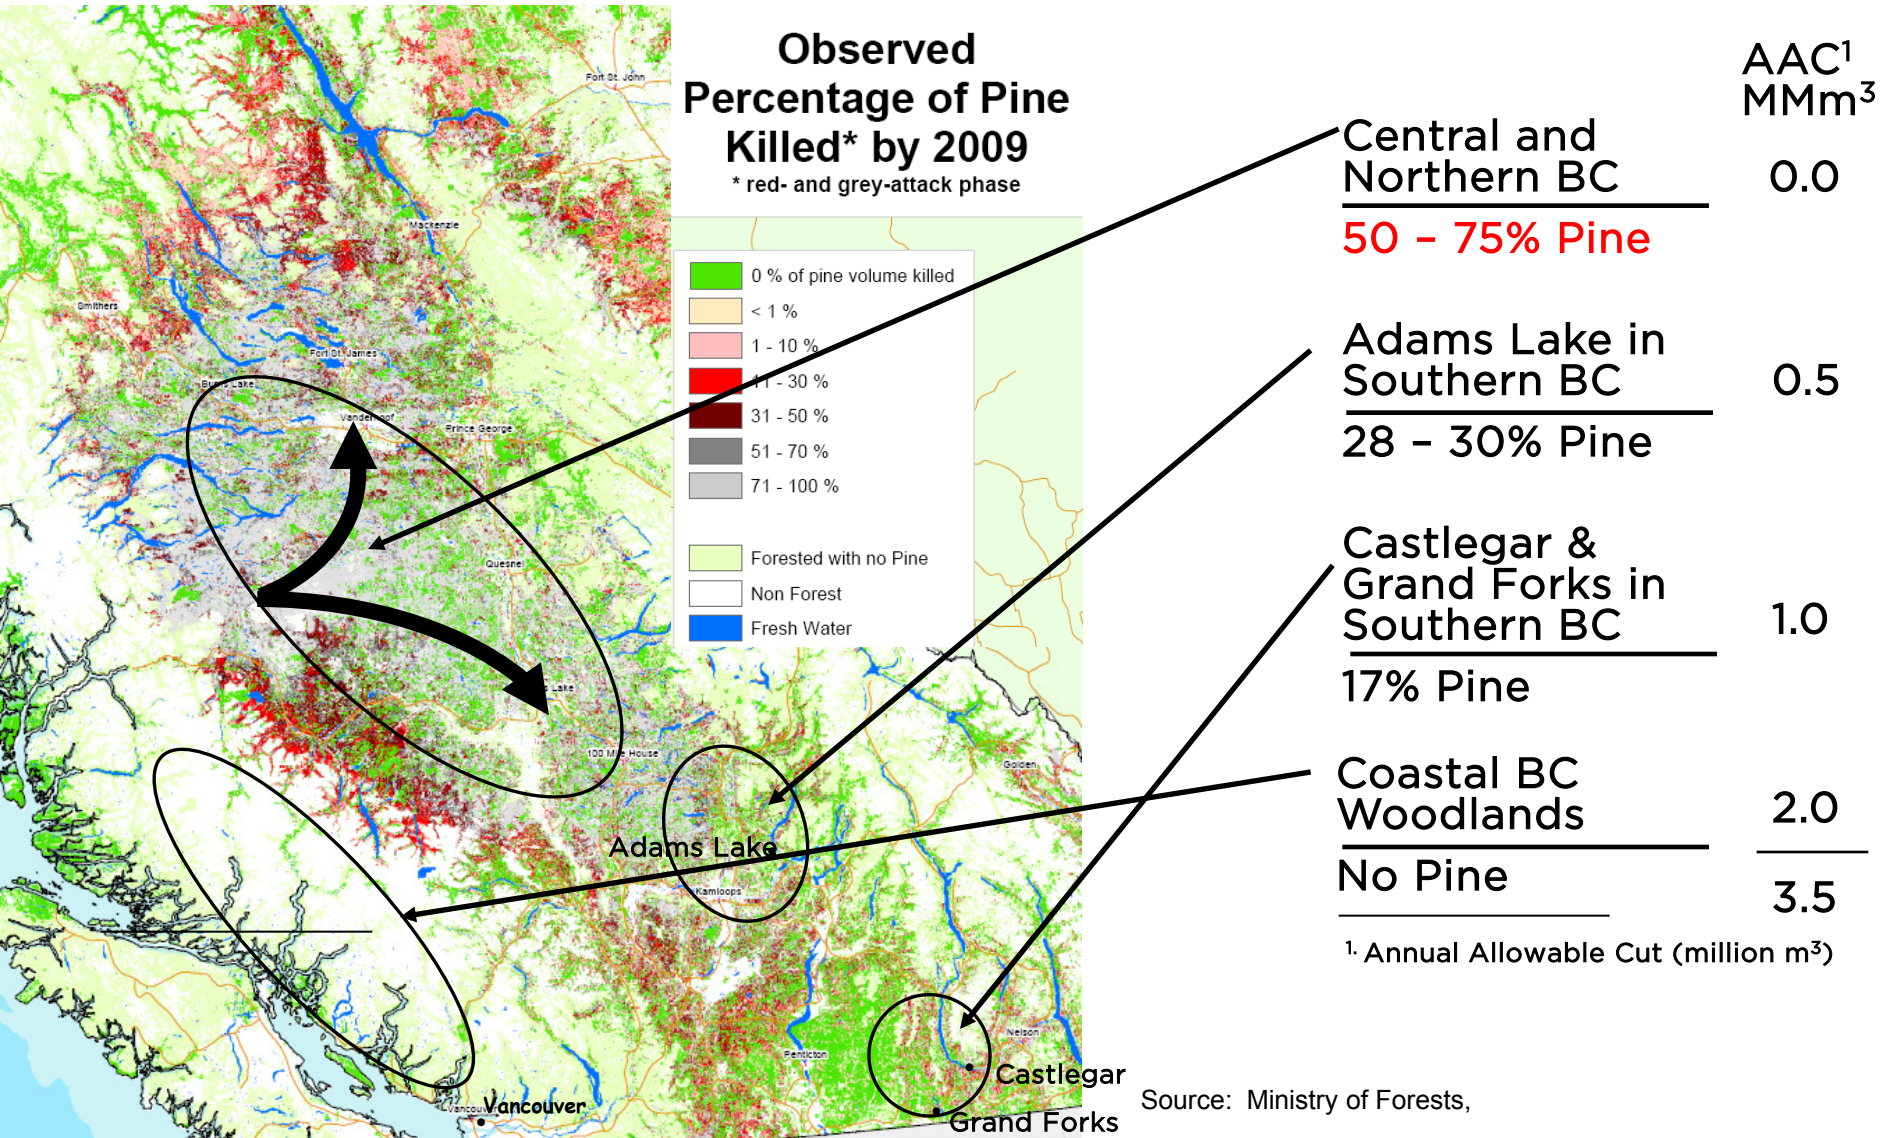 Observed
Percentage of Pine
Killed* by 2009
* red- and grey-attack phase
0 % of pine volume killed
< 1 %
1 - 10 %
11 - 30 %
31 - 50 %
51 - 70 %
71 - 100 %
Forested with no Pine
Non Forest
Fresh Water
Fort St. John
Mackenzie
Smithers
Fort St. James
Burns Lake
Vanderhoof
Prince George
Quesnel
Lake
100 Mile House
Golden
Adams Lake
Kamloops
Nelson
Penticton
Castlegar
Grand Forks
Vancouver
Vancouver
AAC¹
MMm³
Central and
Northern BC
0.0
50 – 75% Pine
Adams Lake in
Southern BC
0.5
28 – 30% Pine
Castlegar &
Grand Forks in
Southern BC
1.0
17% Pine
Coastal BC
Woodlands
2.0
No Pine
3.5
1. Annual Allowable Cut (million m³)
Source: Ministry of Forests,